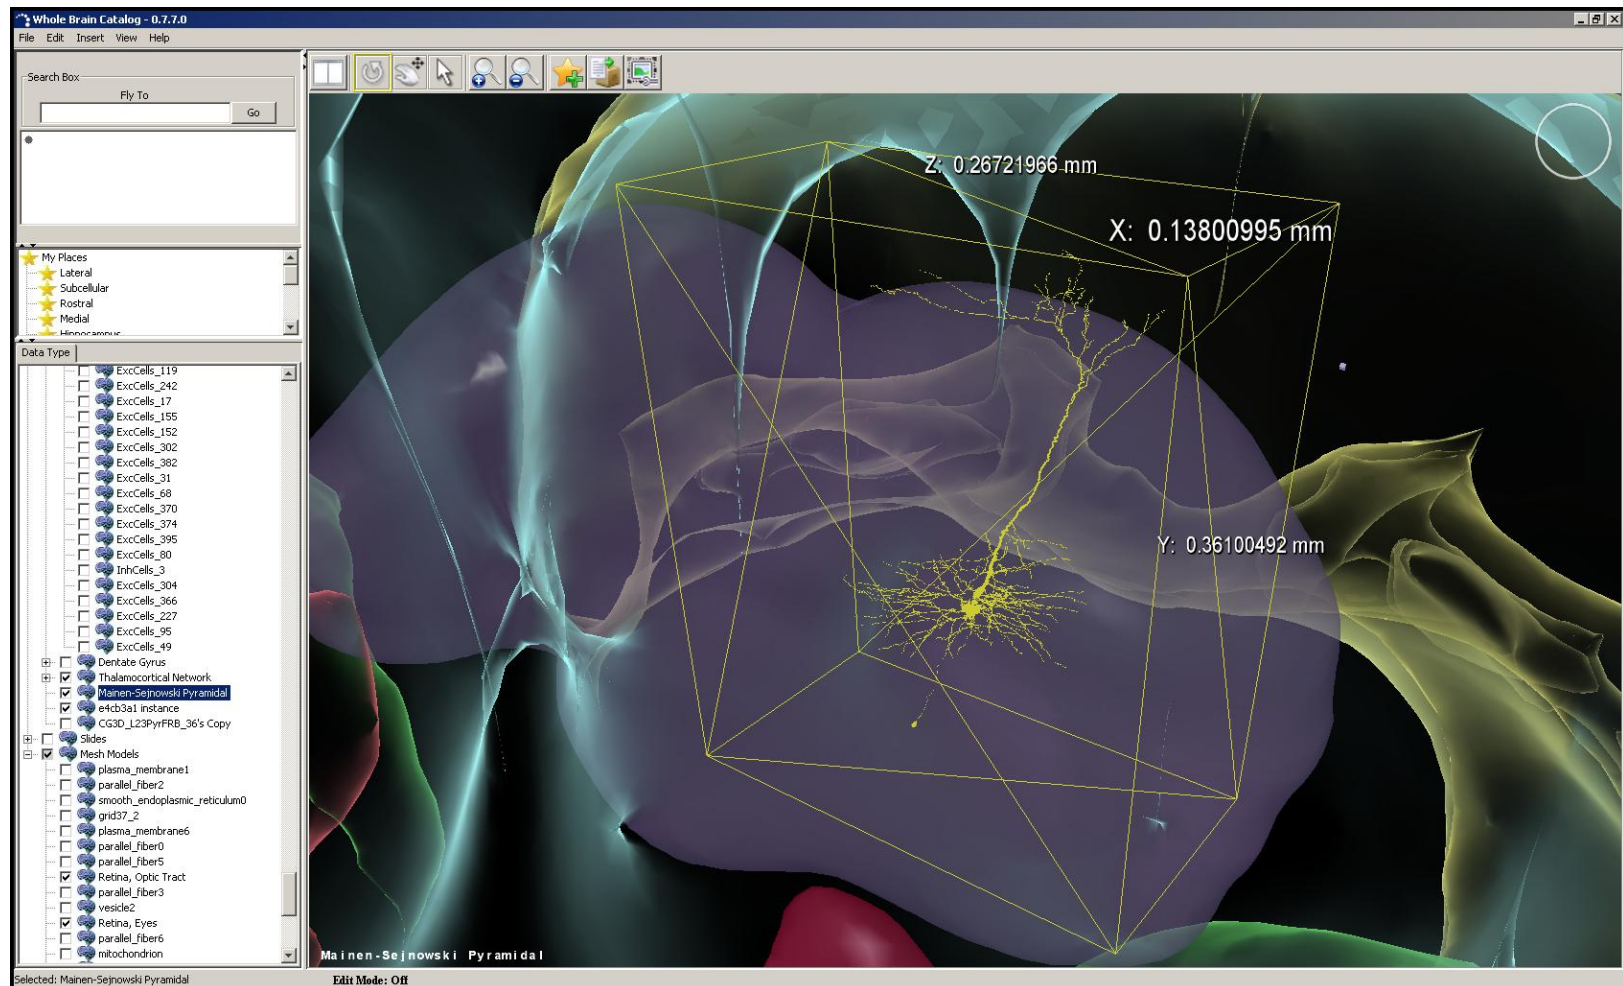 Whole Brain Catalog - 0.7.7.0
File Edit Insert View Help
Search Box
Fly To
Go
My Places
Lateral
Subcellular
Rostral
Medial
Hippocampus
Data Type
ExcCells_119
ExcCells_242
ExcCells_17
ExcCells_155
ExcCells_152
ExcCells_302
ExcCells_382
ExcCells_31
ExcCells_68
ExcCells_370
ExcCells_374
ExcCells_395
ExcCells_80
InhCells_3
ExcCells_304
ExcCells_366
ExcCells_227
ExcCells_95
ExcCells_49
Dentate Gyrus
Thalamocortical Network
Mainen-Sejnowski Pyramidal
e4cb3a1 instance
CG3D_L23PyrFRB_36's Copy
Slides
Mesh Models
plasma_membrane1
parallel_fiber2
smooth_endoplasmic_reticulum0
grid37_2
plasma_membrane6
parallel_fiber0
parallel_fiber5
Retina, Optic Tract
parallel_fiber3
vesicle2
Retina, Eyes
parallel_fiber6
mitochondrion
Z: 0.26721966 mm
X: 0.13800995 mm
Y: 0.36100492 mm
Mainen-Sejnowski Pyramidal
Selected: Mainen-Sejnowski Pyramidal
Edit Mode: Off